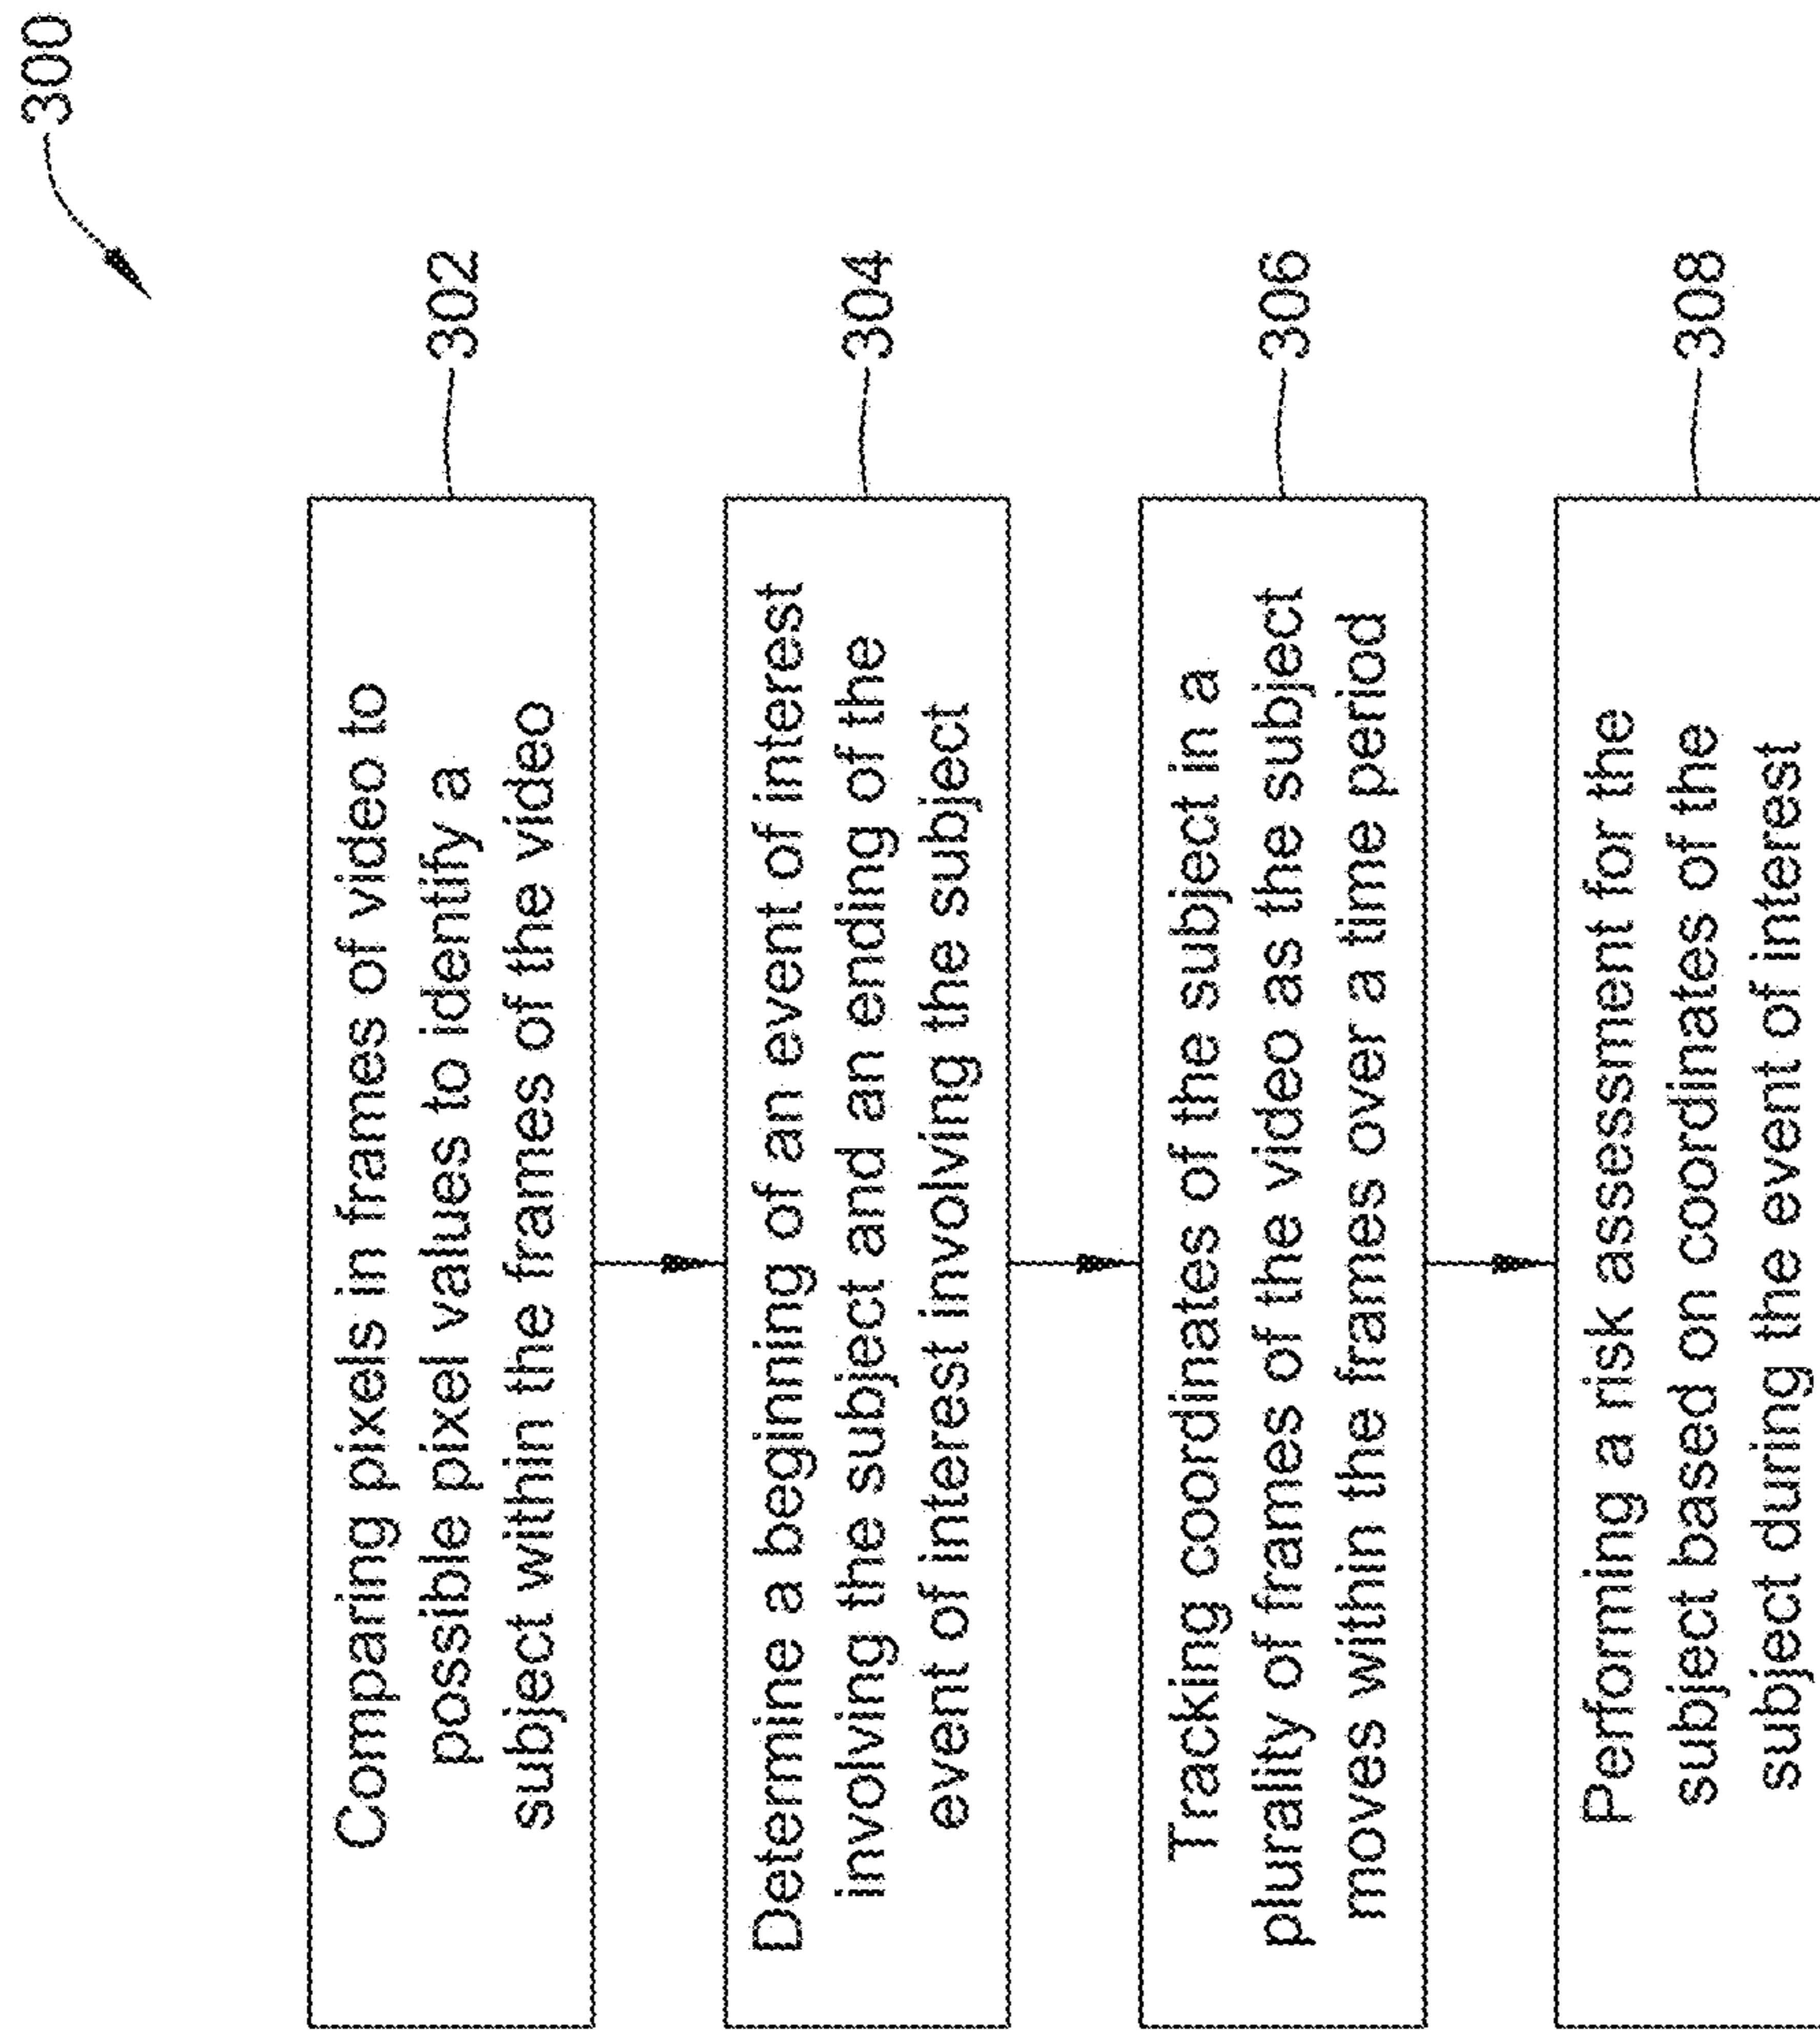 300
Comparing pixels in frames of video to
possible pixel values to identify a
subject within the frames of the video
302
Determine a beginning of an event of interest
involving the subject and an ending of the
event of interest involving the subject
304
Tracking coordinates of the subject in a
plurality of frames of the video as the subject
moves within the frames over a time period
306
Performing a risk assessment for the
subject based on coordinates of the
subject during the event of interest
308